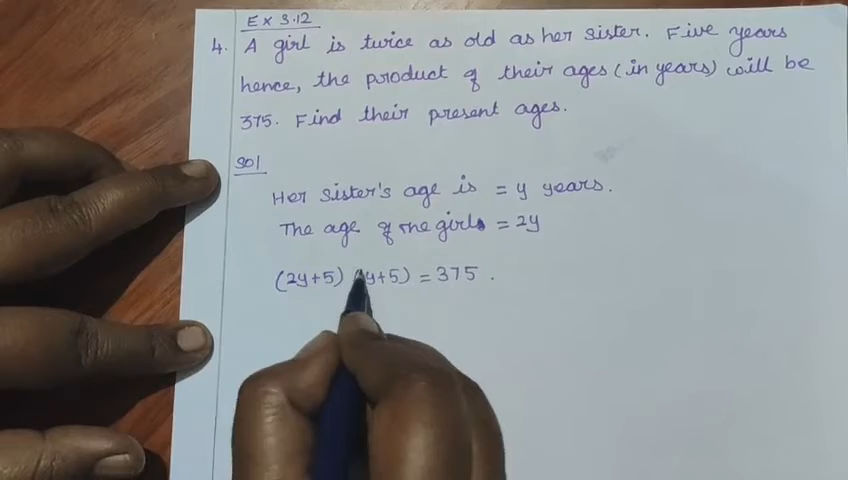 Ex 3.12
4. A girl is twice as old as her sister. Five years
hence, the product of their ages (in years) will be
375. Find their present ages.
Sol
Her sister's age is = y years.
The age of the girl = 2y
(2y+5) (y+5) = 375.